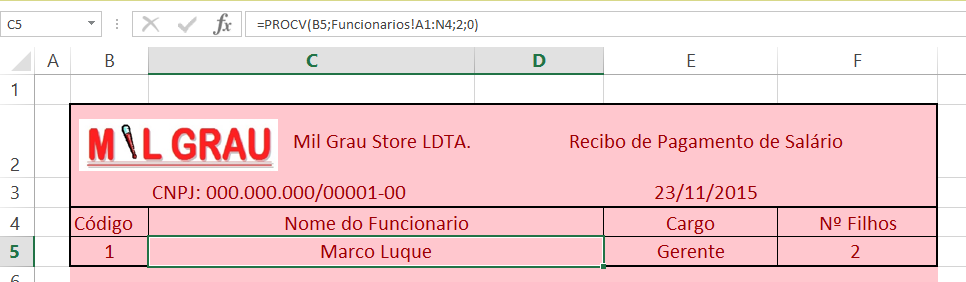 C5 fx =PROCV(B5;Funcionarios!A1:N4;2;0)
A B C D E F
1
2 MIL GRAU Mil Grau Store LDTA. Recibo de Pagamento de Salário
3 CNPJ: 000.000.000/00001-00 23/11/2015
4 Código Nome do Funcionario Cargo Nº Filhos
5 1 Marco Luque Gerente 2
6